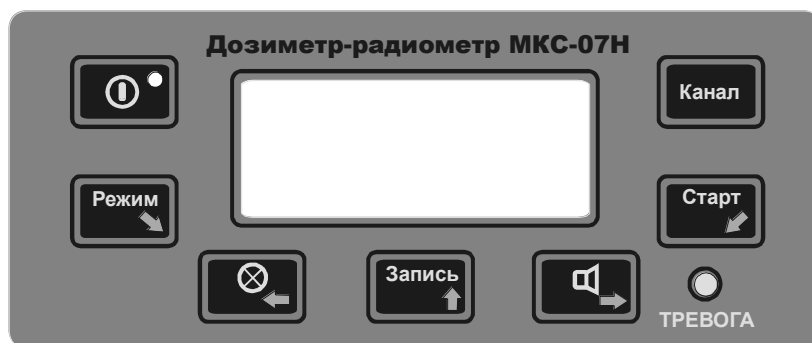 Дозиметр-радиометр МКС-07Н
Канал
Режим
Старт
Запись
ТРЕВОГА